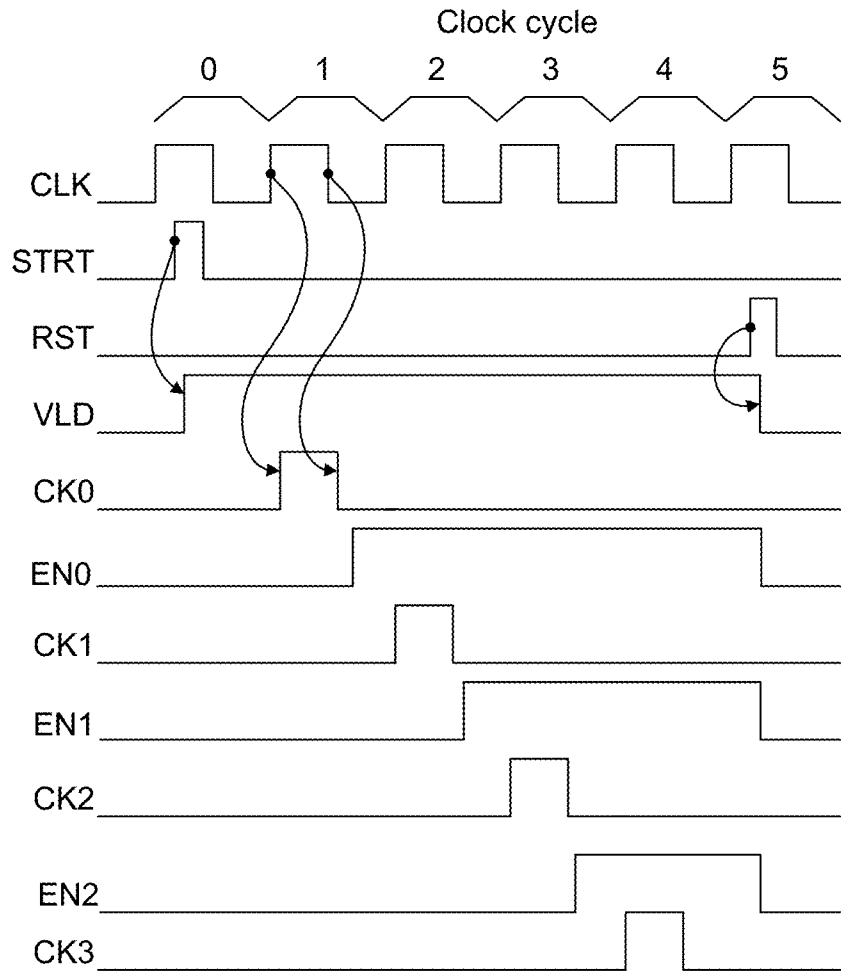 Clock cycle
0 1 2 3 4 5
CLK
STRT
RST
VLD
CK0
EN0
CK1
EN1
CK2
EN2
CK3